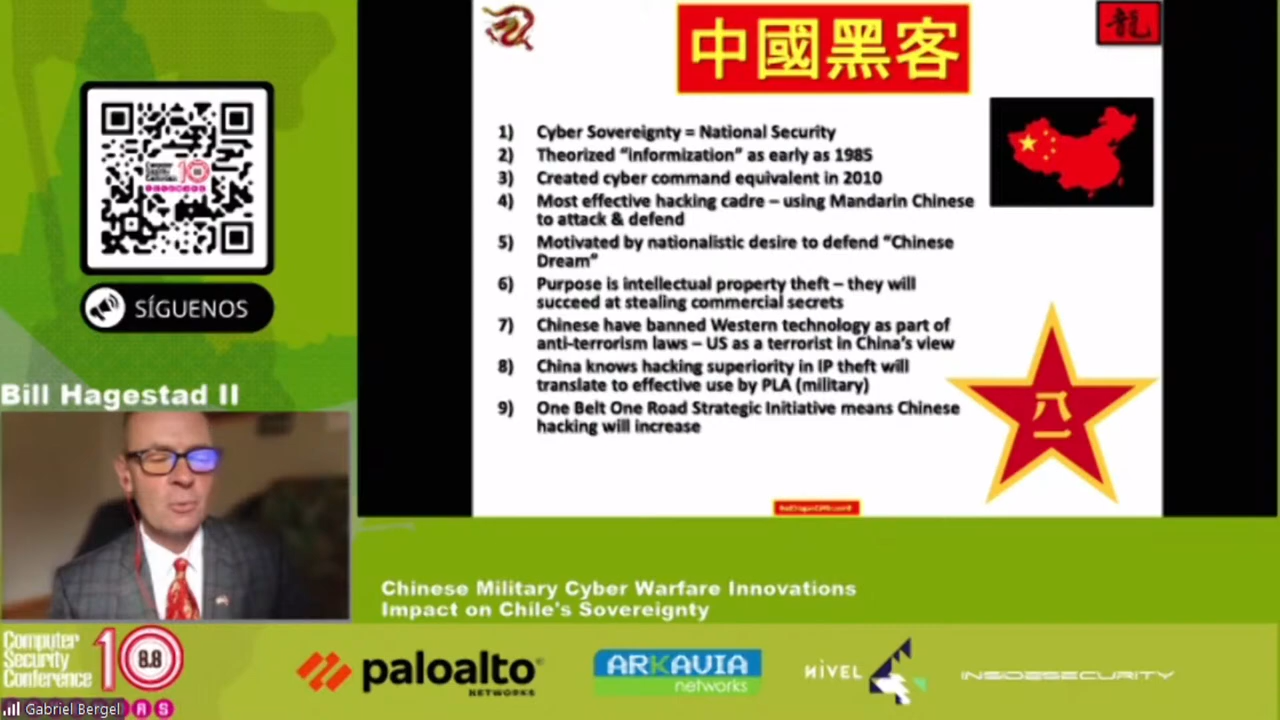 中國黑客
龍
1) Cyber Sovereignty = National Security
2) Theorized “informization” as early as 1985
3) Created cyber command equivalent in 2010
4) Most effective hacking cadre – using Mandarin Chinese
to attack & defend
5) Motivated by nationalistic desire to defend “Chinese
Dream”
6) Purpose is intellectual property theft – they will
succeed at stealing commercial secrets
7) Chinese have banned Western technology as part of
anti-terrorism laws – US as a terrorist in China’s view
8) China knows hacking superiority in IP theft will
translate to effective use by PLA (military)
9) One Belt One Road Strategic Initiative means Chinese
hacking will increase
八一
Computer
Security
Conference 10
SÍGUENOS
Bill Hagestad II
Chinese Military Cyber Warfare Innovations
Impact on Chile's Sovereignty
Computer
Security
Conference 10 8.8
paloalto
NETWORKS
ARKAVIA
networks
NIVEL 4
INSIDESECURITY
Gabriel Bergel
A S